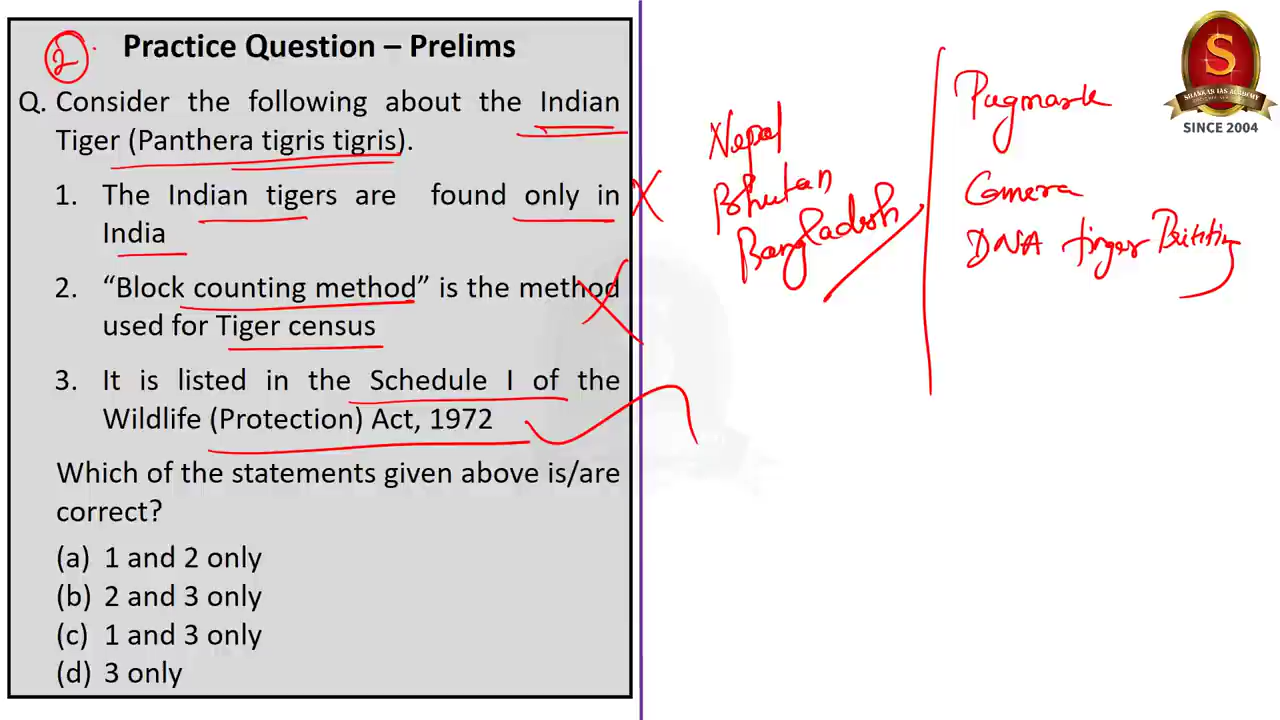 2
Practice Question – Prelims
Q. Consider the following about the Indian
Tiger (Panthera tigris tigris).
1. The Indian tigers are found only in
India
2. “Block counting method” is the method
used for Tiger census
3. It is listed in the Schedule I of the
Wildlife (Protection) Act, 1972
Which of the statements given above is/are
correct?
(a) 1 and 2 only
(b) 2 and 3 only
(c) 1 and 3 only
(d) 3 only
Nepal
Bhutan
Bangladesh
Pugmark
Camera
DNA finger Printing
S
SHANKAR IAS ACADEMY
SINCE 2004